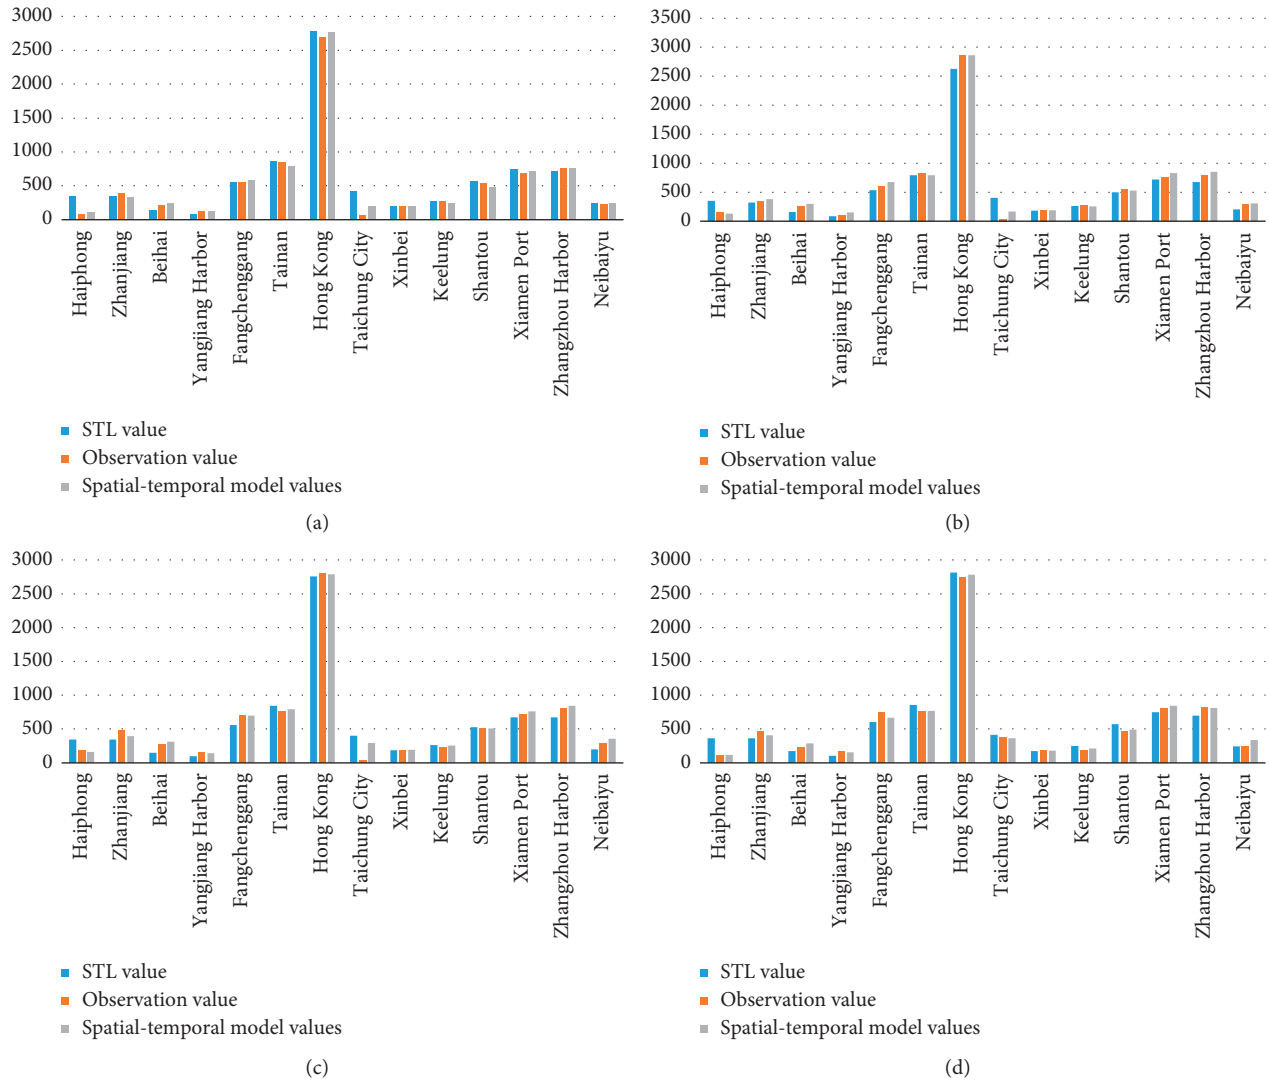 3000
2500
2000
1500
1000
500
0
Haiphong
Zhanjiang
Beihai
Yangjiang Harbor
Fangchenggang
Tainan
Hong Kong
Taichung City
Xinbei
Keelung
Shantou
Xiamen Port
Zhangzhou Harbor
Neibaiyu
STL value
Observation value
Spatial-temporal model values
(a)
3500
3000
2500
2000
1500
1000
500
0
Haiphong
Zhanjiang
Beihai
Yangjiang Harbor
Fangchenggang
Tainan
Hong Kong
Taichung City
Xinbei
Keelung
Shantou
Xiamen Port
Zhangzhou Harbor
Neibaiyu
STL value
Observation value
Spatial-temporal model values
(b)
3000
2500
2000
1500
1000
500
0
Haiphong
Zhanjiang
Beihai
Yangjiang Harbor
Fangchenggang
Tainan
Hong Kong
Taichung City
Xinbei
Keelung
Shantou
Xiamen Port
Zhangzhou Harbor
Neibaiyu
STL value
Observation value
Spatial-temporal model values
(c)
3000
2500
2000
1500
1000
500
0
Haiphong
Zhanjiang
Beihai
Yangjiang Harbor
Fangchenggang
Tainan
Hong Kong
Taichung City
Xinbei
Keelung
Shantou
Xiamen Port
Zhangzhou Harbor
Neibaiyu
STL value
Observation value
Spatial-temporal model values
(d)